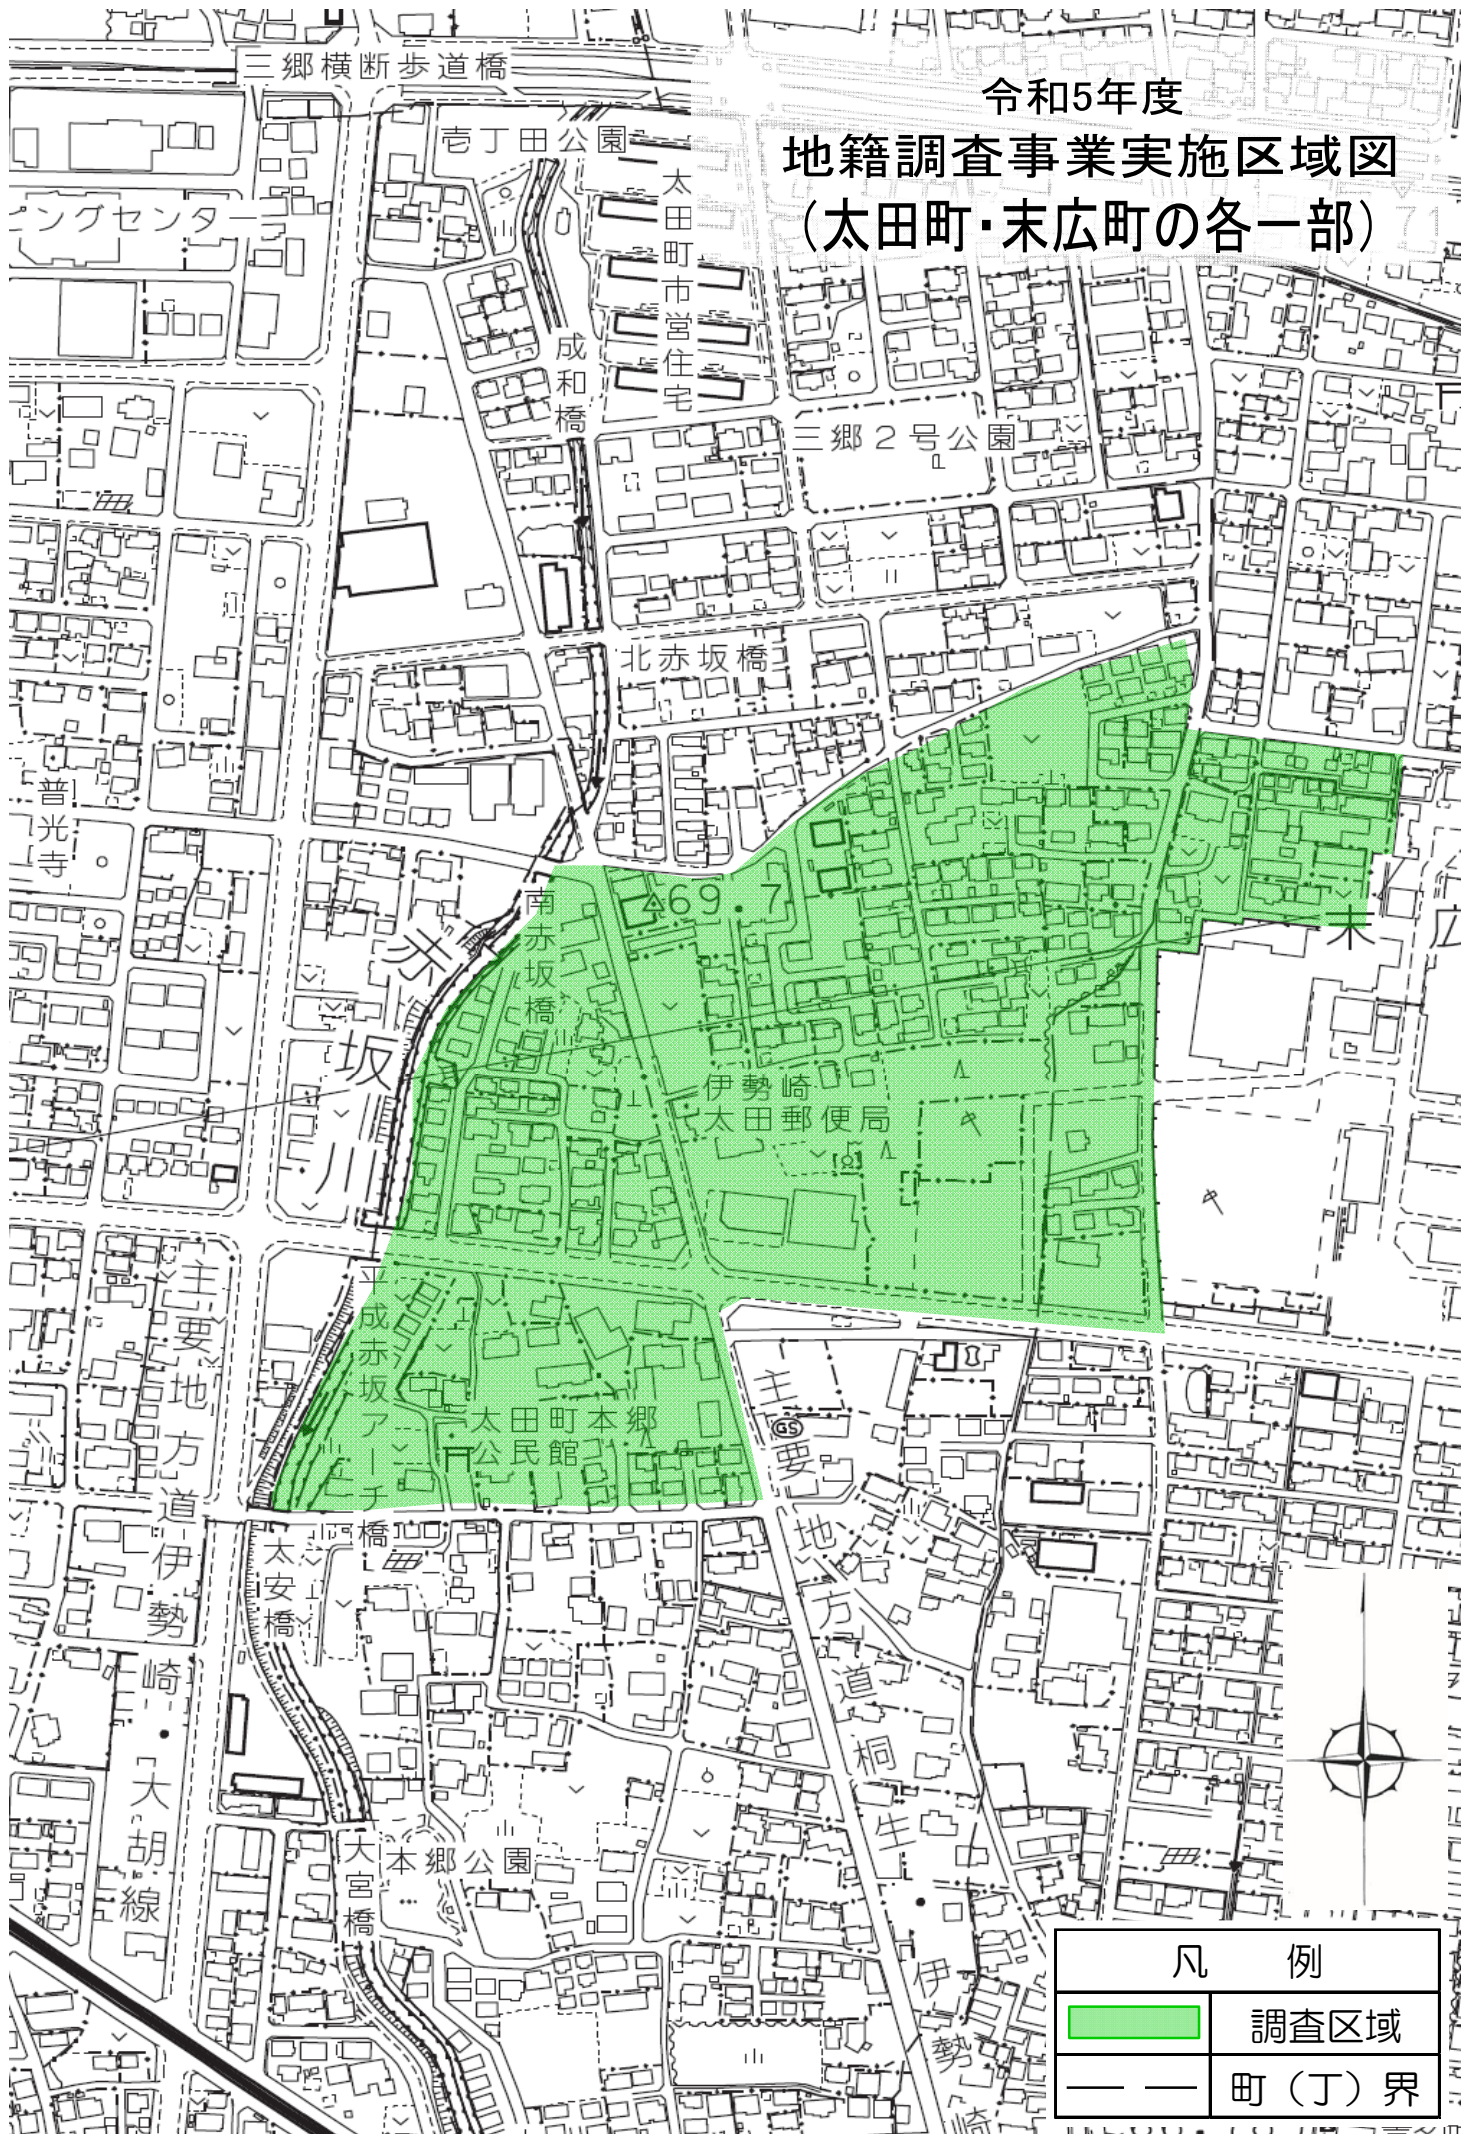 令和5年度
地籍調査事業実施区域図
（太田町・末広町の各一部）
71
三郷横断歩道橋
壱丁田公園
太田町市営住宅
ピングセンター
成和橋
三郷2号公園
北赤坂橋
普光寺
269.7
南赤坂橋
赤坂川
末広
伊勢崎
太田郵便局
平成赤坂アーチ橋
主要地方道伊勢崎・大胡線
太田町本郷
公民館
GS
主要地方道桐生・伊勢崎
太安橋
大宮橋
本郷公園
凡例
調査区域
町（丁）界